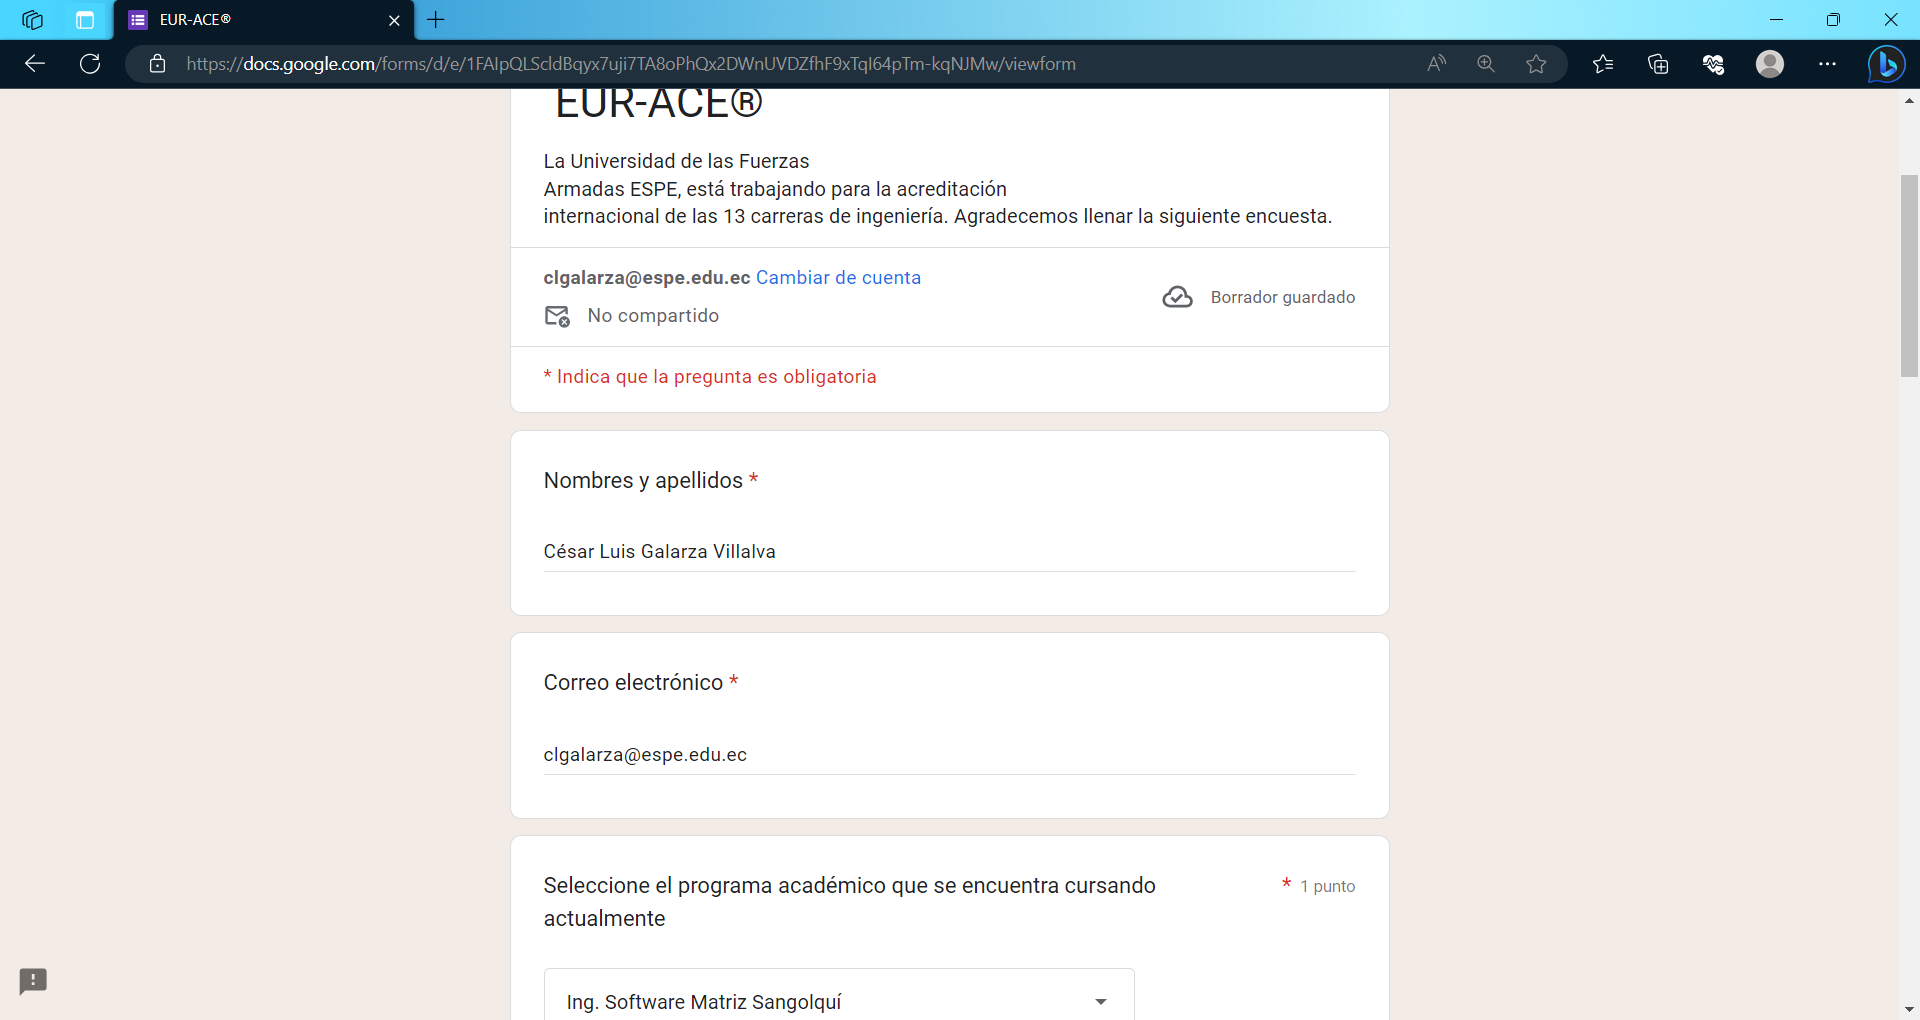 EUR-ACE®
https://docs.google.com/forms/d/e/1FAIpQLScldBqyx7uji7TA8oPhQx2DWnUVDZfhF9xTql64pTm-kqNJMw/viewform
EUR-ACE®
La Universidad de las Fuerzas
Armadas ESPE, está trabajando para la acreditación
internacional de las 13 carreras de ingeniería. Agradecemos llenar la siguiente encuesta.
clgalarza@espe.edu.ec Cambiar de cuenta
No compartido
Borrador guardado
* Indica que la pregunta es obligatoria
Nombres y apellidos *
César Luis Galarza Villalva
Correo electrónico *
clgalarza@espe.edu.ec
Seleccione el programa académico que se encuentra cursando
actualmente
* 1 punto
Ing. Software Matriz Sangolquí